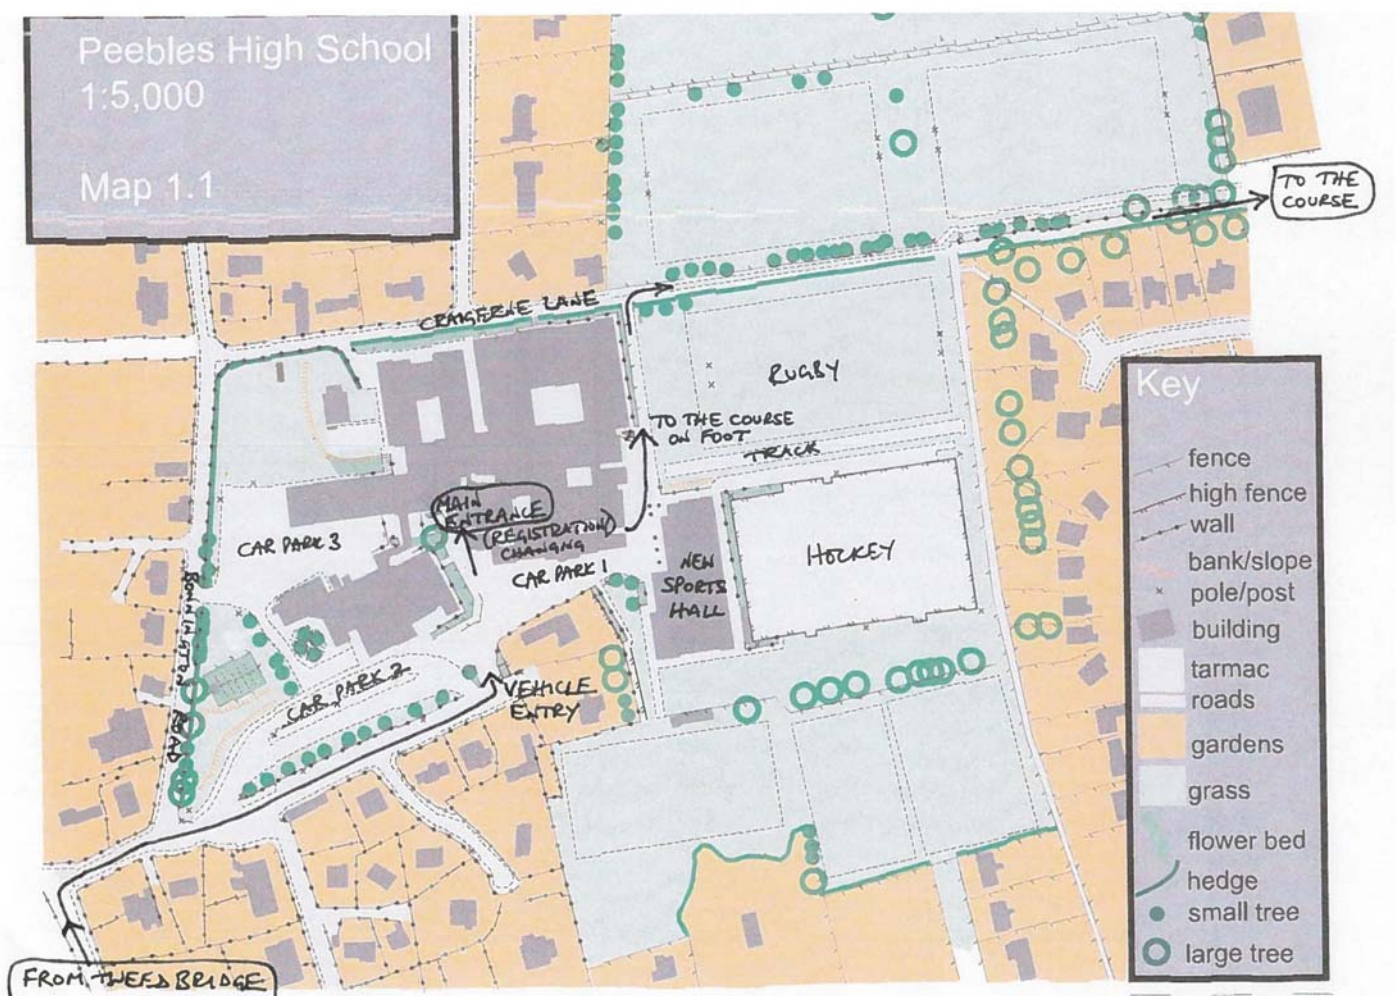 Peebles High School
1:5,000
Map 1.1
TO THE
COURSE
CRAIGERNE LANE
RUGBY
TO THE COURSE
ON FOOT
TRACK
MAIN
ENTRANCE
(REGISTRATION)
CHANGING
CAR PARK 3
CAR PARK 1
NEW
SPORTS
HALL
HOCKEY
BONNINGTON ROAD
CAR PARK 2
VEHICLE
ENTRY
FROM TWEED BRIDGE
Key
fence
high fence
wall
bank/slope
pole/post
building
tarmac
roads
gardens
grass
flower bed
hedge
small tree
large tree